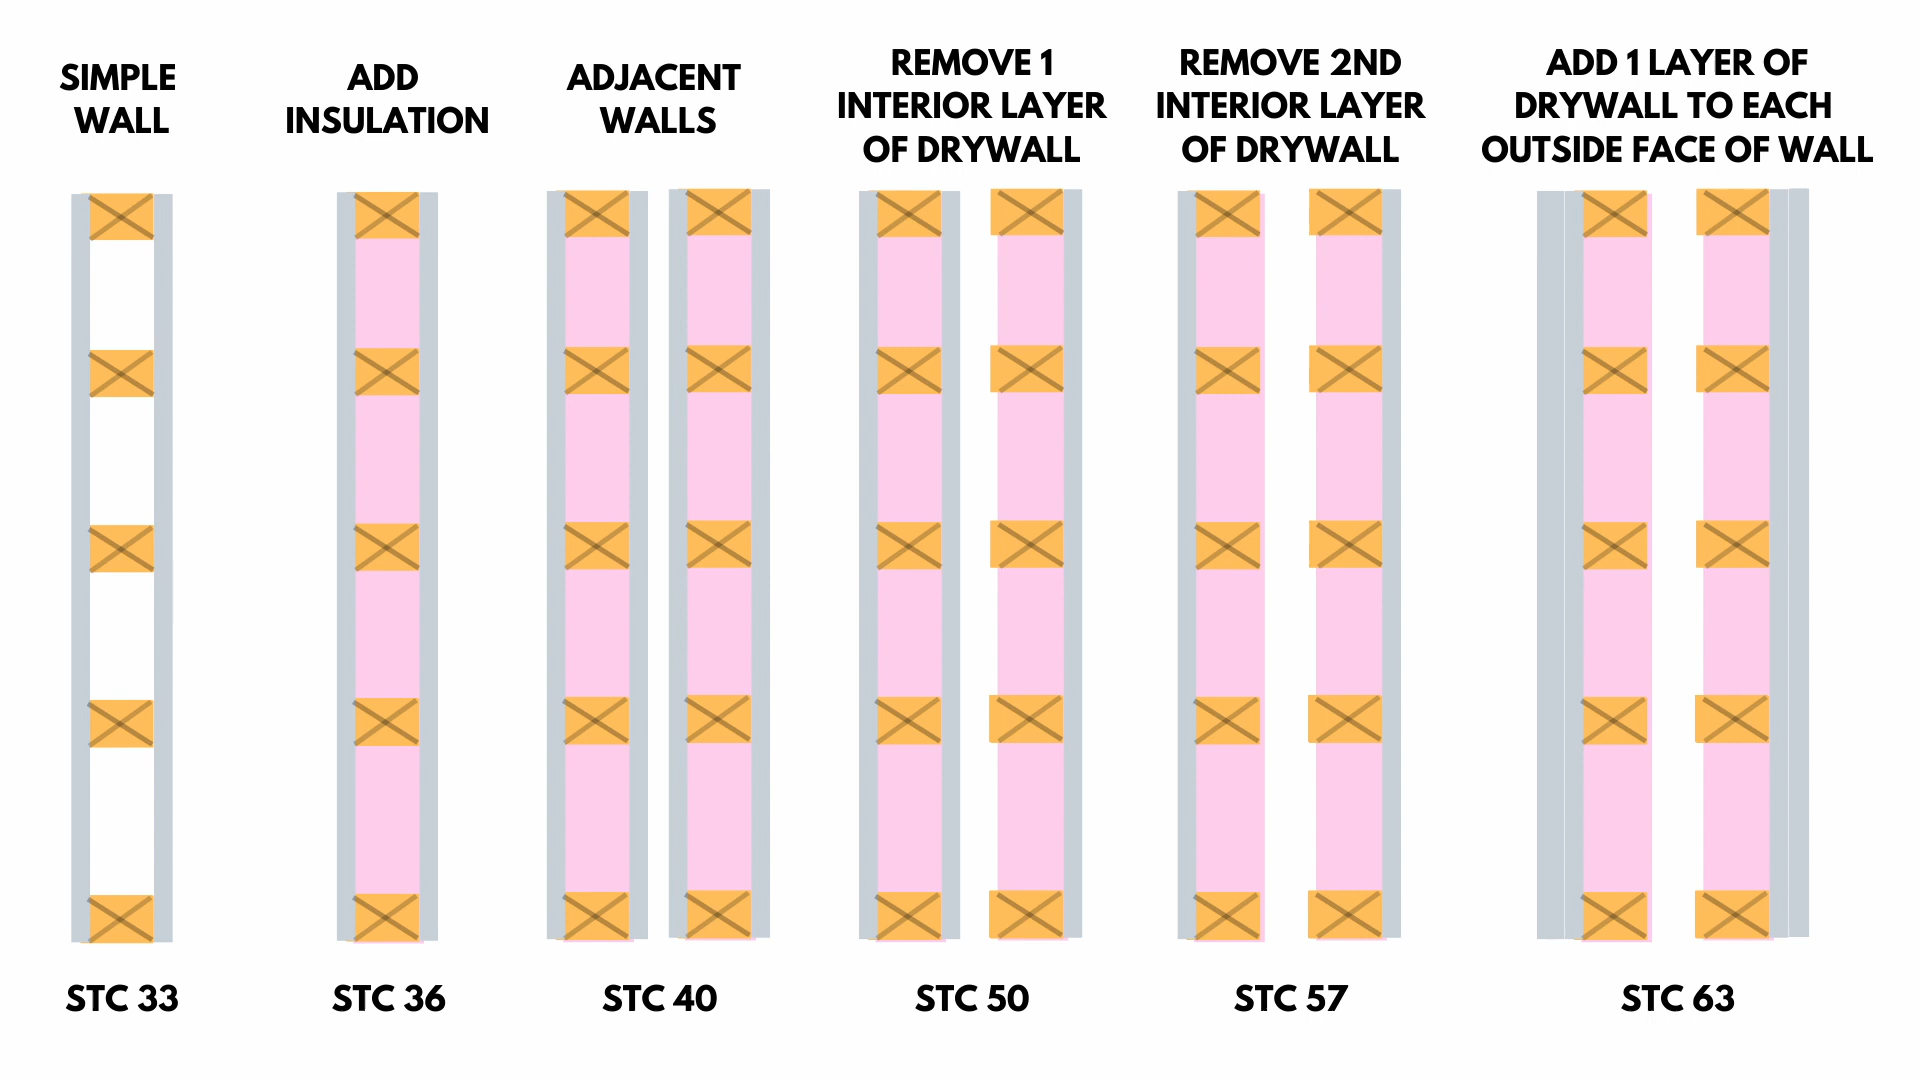 SIMPLE
WALL
ADD
INSULATION
ADJACENT
WALLS
REMOVE 1
INTERIOR LAYER
OF DRYWALL
REMOVE 2ND
INTERIOR LAYER
OF DRYWALL
ADD 1 LAYER OF
DRYWALL TO EACH
OUTSIDE FACE OF WALL
STC 33
STC 36
STC 40
STC 50
STC 57
STC 63